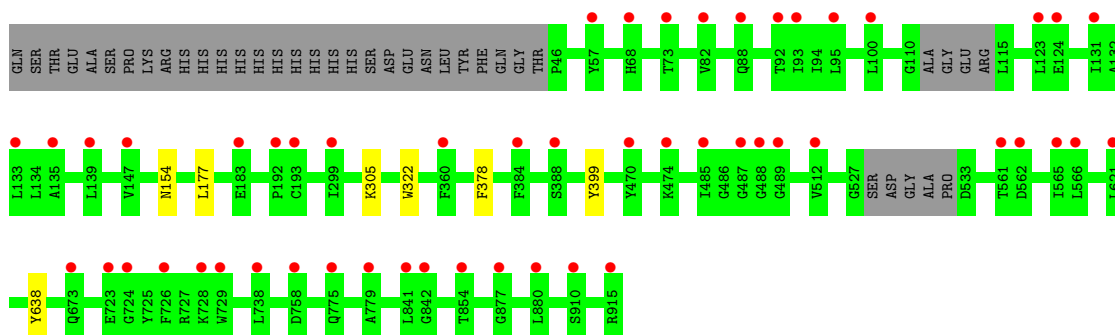 GLN SER THR GLU ALA SER PRO LYS ARG HIS HIS HIS HIS HIS HIS HIS HIS HIS HIS SER ASP GLU ASN LEU TYR PHE GLN GLY THR P46 Y57 H68 T73 V82 Q88 T92 I93 I94 L95 L100 G110 ALA GLY GLU ARG L115 L123 E124 I131 A132
L133 L134 A135 L139 V147 N154 L177 E183 P192 C193 I299 K305 W322 F360 F378 F384 S388 Y399 Y470 K474 I485 G486 G487 G488 G489 V512 G527 SER ASP GLY ALA PRO D533 T561 D562 I565 L566 L621
Y638 Q673 E723 G724 Y725 F726 R727 K728 W729 L738 D758 Q775 A779 L841 G842 T854 G877 L880 S910 R915